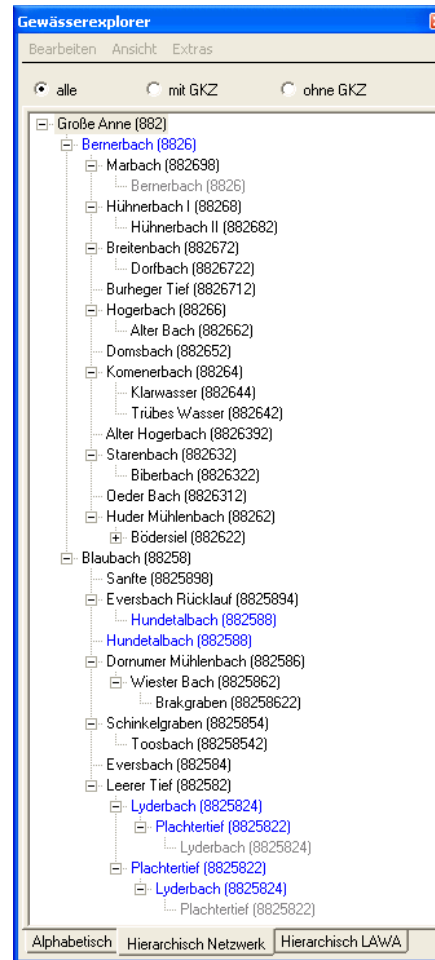 Gewässerexplorer
Bearbeiten Ansicht Extras
alle mit GKZ ohne GKZ
Große Anne (882)
Bernerbach (8826)
Marbach (882698)
Bernerbach (8826)
Hühnerbach I (88268)
Hühnerbach II (882682)
Breitenbach (882672)
Dorfbach (8826722)
Burheger Tief (8826712)
Hogerbach (88266)
Alter Bach (882662)
Domsbach (882652)
Komenerbach (88264)
Klarwasser (882644)
Trübes Wasser (882642)
Alter Hogerbach (8826392)
Starenbach (882632)
Biberbach (8826322)
Oeder Bach (8826312)
Huder Mühlenbach (88262)
Bödersiel (882622)
Blaubach (88258)
Sanfte (8825898)
Eversbach Rücklauf (8825894)
Hundetalbach (882588)
Hundetalbach (882588)
Dornumer Mühlenbach (882586)
Wiester Bach (8825862)
Brakgraben (88258622)
Schinkelgraben (8825854)
Toosbach (88258542)
Eversbach (882584)
Leerer Tief (882582)
Lyderbach (8825824)
Plachtertief (8825822)
Lyderbach (8825824)
Plachtertief (8825822)
Lyderbach (8825824)
Plachtertief (8825822)
Alphabetisch Hierarchisch Netzwerk Hierarchisch LAWA